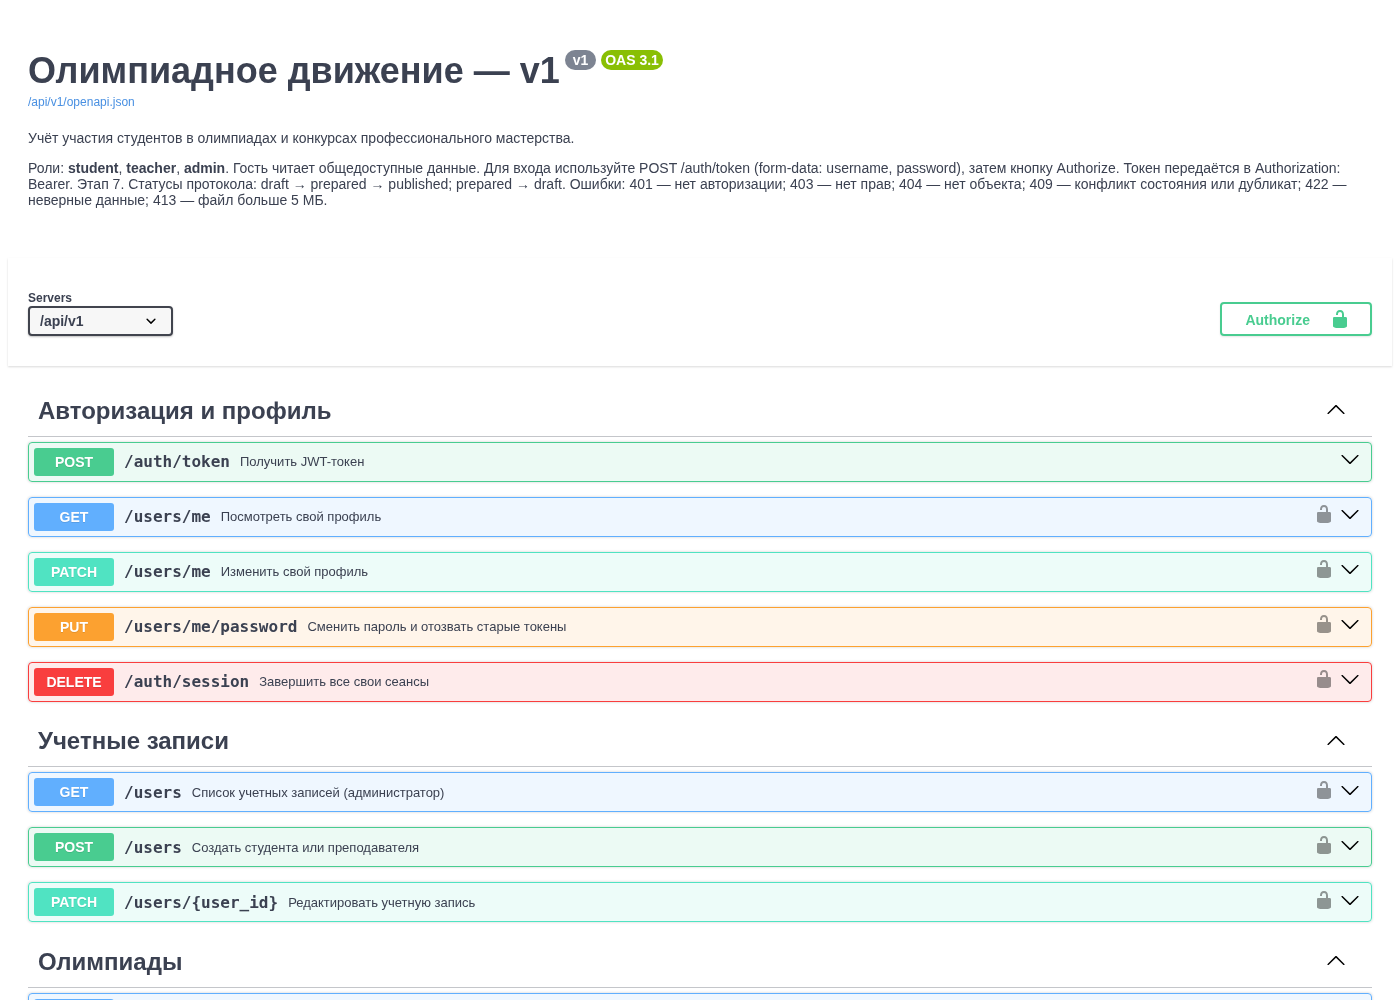 Олимпиадное движение — v1 v1 OAS 3.1
/api/v1/openapi.json
Учёт участия студентов в олимпиадах и конкурсах профессионального мастерства.
Роли: student, teacher, admin. Гость читает общедоступные данные. Для входа используйте POST /auth/token (form-data: username, password), затем кнопку Authorize. Токен передаётся в Authorization:
Bearer. Этап 7. Статусы протокола: draft → prepared → published; prepared → draft. Ошибки: 401 — нет авторизации; 403 — нет прав; 404 — нет объекта; 409 — конфликт состояния или дубликат; 422 —
неверные данные; 413 — файл больше 5 МБ.
Servers
/api/v1
Authorize
Авторизация и профиль
POST /auth/token Получить JWT-токен
GET /users/me Посмотреть свой профиль
PATCH /users/me Изменить свой профиль
PUT /users/me/password Сменить пароль и отозвать старые токены
DELETE /auth/session Завершить все свои сеансы
Учетные записи
GET /users Список учетных записей (администратор)
POST /users Создать студента или преподавателя
PATCH /users/{user_id} Редактировать учетную запись
Олимпиады